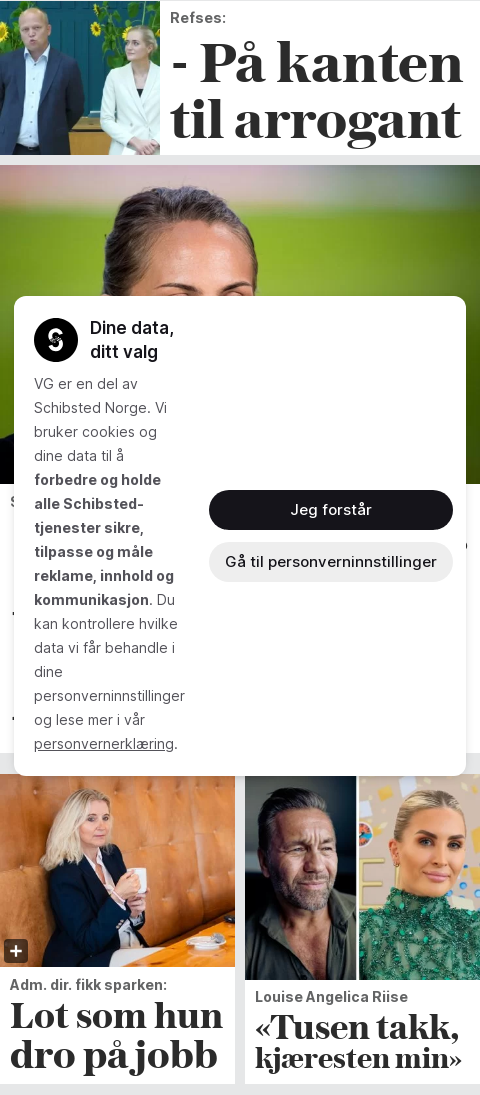 Refses:
- På kanten
til arrogant
Dine data,
ditt valg
VG er en del av
Schibsted Norge. Vi
bruker cookies og
dine data til å
forbedre og holde
alle Schibsted-
tjenester sikre,
tilpasse og måle
reklame, innhold og
kommunikasjon. Du
kan kontrollere hvilke
data vi får behandle i
dine
personverninnstillinger
og lese mer i vår
personvernerklæring.
Jeg forstår
Gå til personverninnstillinger
Adm. dir. fikk sparken:
Lot som hun
dro på jobb
Louise Angelica Riise
«Tusen takk,
kjæresten min»